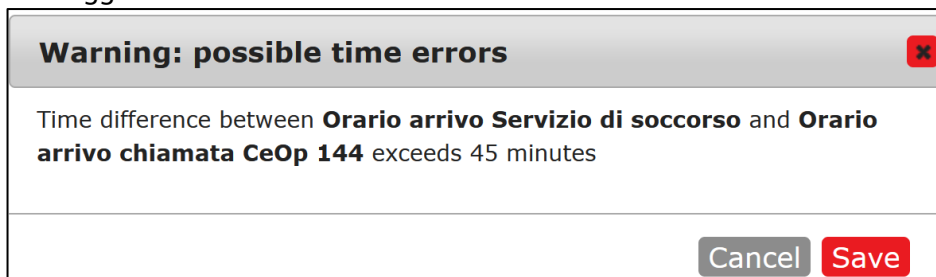 Warning: possible time errors
Time difference between Orario arrivo Servizio di soccorso and Orario
arrivo chiamata CeOp 144 exceeds 45 minutes
Cancel Save